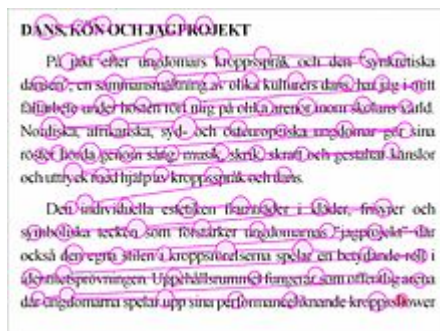 DANS, KÖN OCH JAGPROJEKT
På jakt efter ungdomars kroppsspråk och den "synkretiska
dansen", en sammansmältning av olika kulturers dans, har jag i mitt
fältarbete under hösten rört mig på olika arenor inom skolans värld.
Nordiska, afrikanska, syd- och östeuropeiska ungdomar gör sina
röster hörda genom sång, musik, skrik, skratt och gestaltar känslor
och uttryck med hjälp av kroppsspråk och dans.
Den individuella estetiken framträder i kläder, frisyrer och
symboliska tecken som förstärker ungdomarnas "jagprojekt" där
också den egna stilen i kroppsrörelserna spelar en betydande roll i
identitetsprövningen. Uppehållsrummet fungerar som offentlig arena
där ungdomarna spelar upp sina performanceliknande kroppsshower